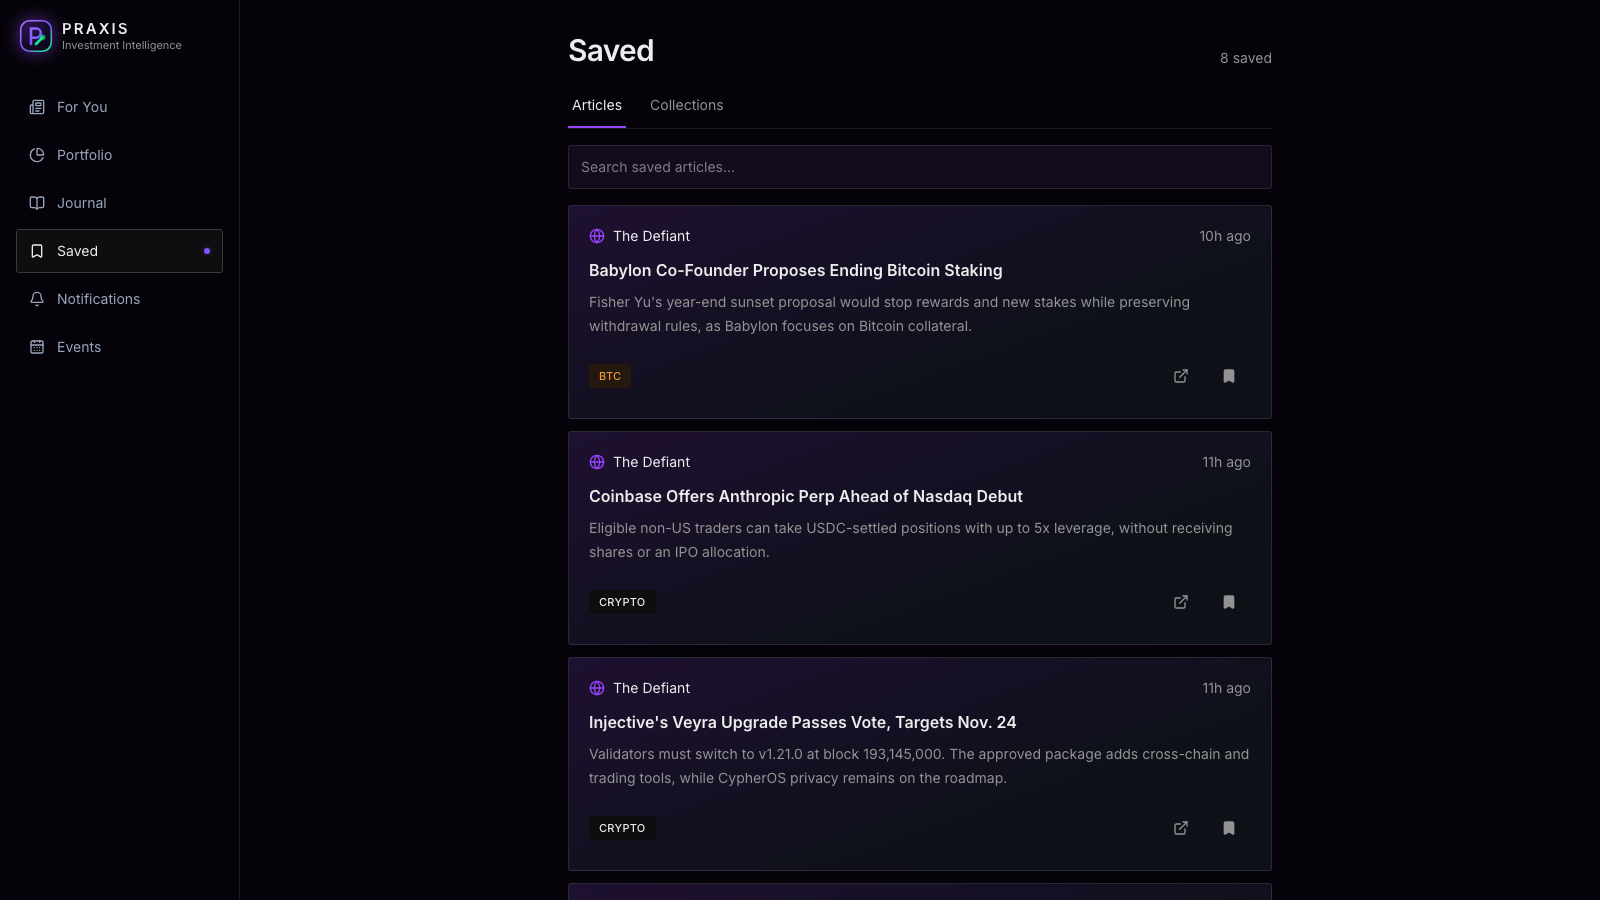 PRAXIS
Investment Intelligence
For You
Portfolio
Journal
Saved
Notifications
Events
Saved
8 saved
Articles
Collections
Search saved articles...
The Defiant
10h ago
Babylon Co-Founder Proposes Ending Bitcoin Staking
Fisher Yu's year-end sunset proposal would stop rewards and new stakes while preserving
withdrawal rules, as Babylon focuses on Bitcoin collateral.
BTC
The Defiant
11h ago
Coinbase Offers Anthropic Perp Ahead of Nasdaq Debut
Eligible non-US traders can take USDC-settled positions with up to 5x leverage, without receiving
shares or an IPO allocation.
CRYPTO
The Defiant
11h ago
Injective's Veyra Upgrade Passes Vote, Targets Nov. 24
Validators must switch to v1.21.0 at block 193,145,000. The approved package adds cross-chain and
trading tools, while CypherOS privacy remains on the roadmap.
CRYPTO